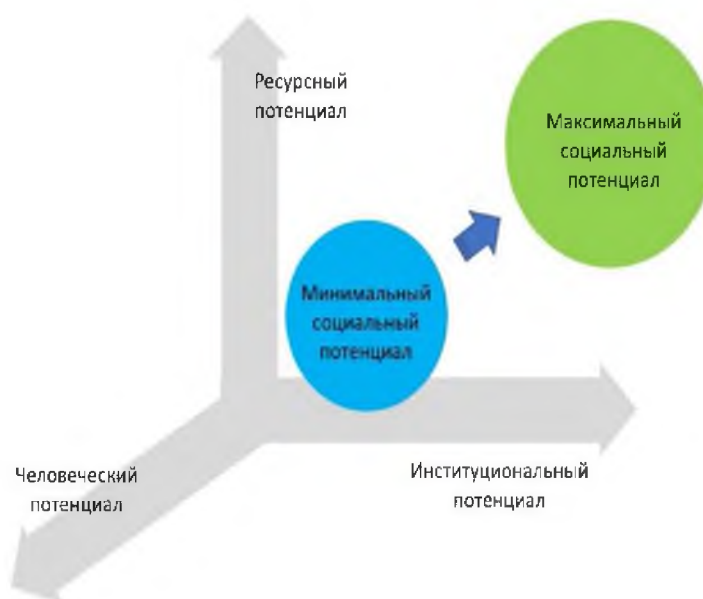 Ресурсный
потенциал
Максимальный
социальный
потенциал
Минимальный
социальный
потенциал
Человеческий
потенциал
Институциональный
потенциал